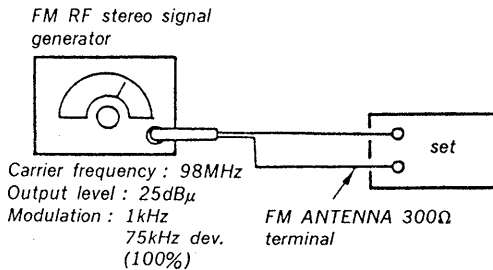 FM RF stereo signal
generator
set
Carrier frequency : 98MHz
Output level : 25dBμ
Modulation : 1kHz
75kHz dev.
(100%)
FM ANTENNA 300Ω
terminal